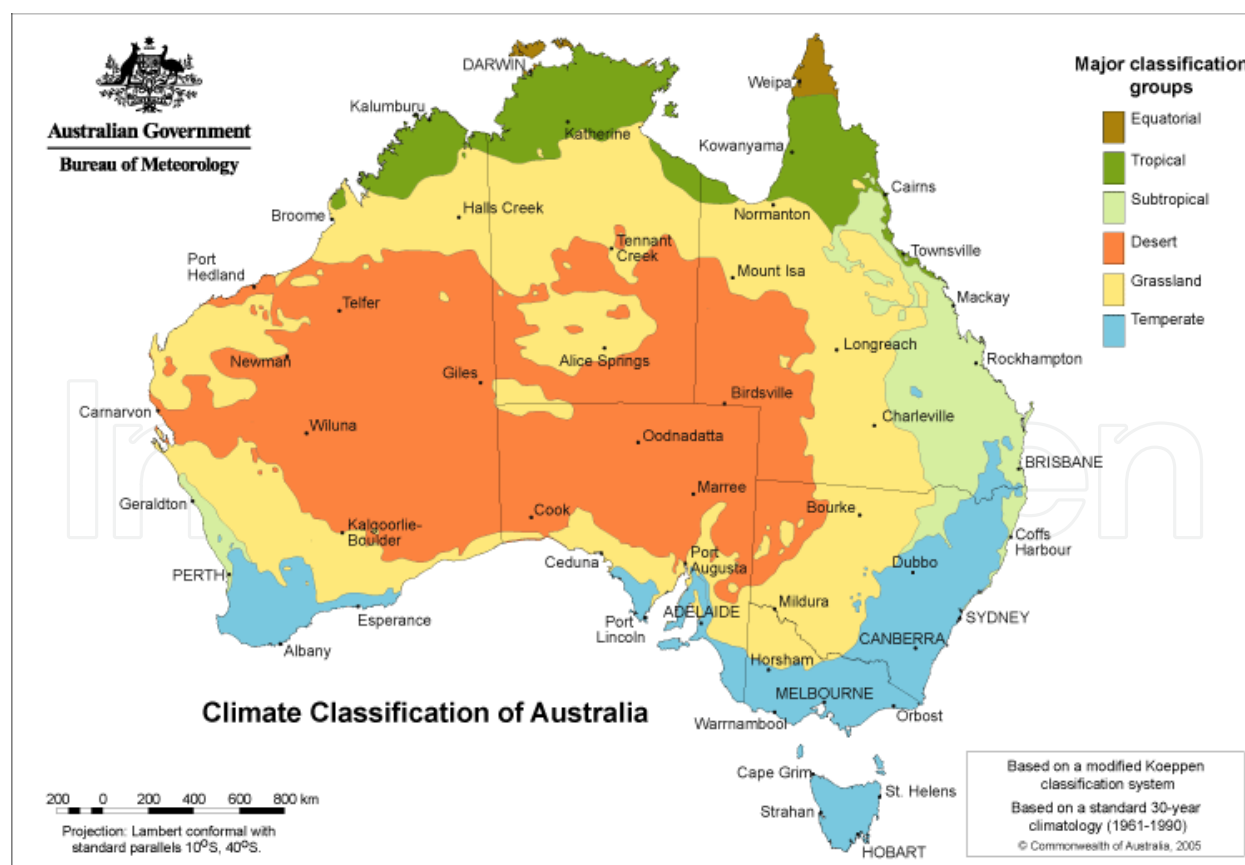 Australian Government
Bureau of Meteorology
Major classification
groups
Equatorial
Tropical
Subtropical
Desert
Grassland
Temperate
DARWIN
Weipa
Kalumburu
Katherine
Kowanyama
Cairns
Broome
Halls Creek
Normanton
Port
Hedland
Tennant
Creek
Townsville
Mount Isa
Mackay
Telfer
Newman
Alice Springs
Longreach
Rockhampton
Giles
Birdsville
Carnarvon
Wiluna
Charleville
Oodnadatta
BRISBANE
Geraldton
Marree
Kalgoorlie-
Boulder
Cook
Bourke
Coffs
Harbour
Ceduna
Port
Augusta
Dubbo
PERTH
Esperance
Port
Lincoln
ADELAIDE
Mildura
SYDNEY
CANBERRA
Albany
Horsham
MELBOURNE
Climate Classification of Australia
Warrnambool
Orbost
Cape Grim
St. Helens
Strahan
HOBART
200 0 200 400 600 800 km
Projection: Lambert conformal with
standard parallels 10°S, 40°S.
Based on a modified Koeppen
classification system
Based on a standard 30-year
climatology (1961-1990)
© Commonwealth of Australia, 2005